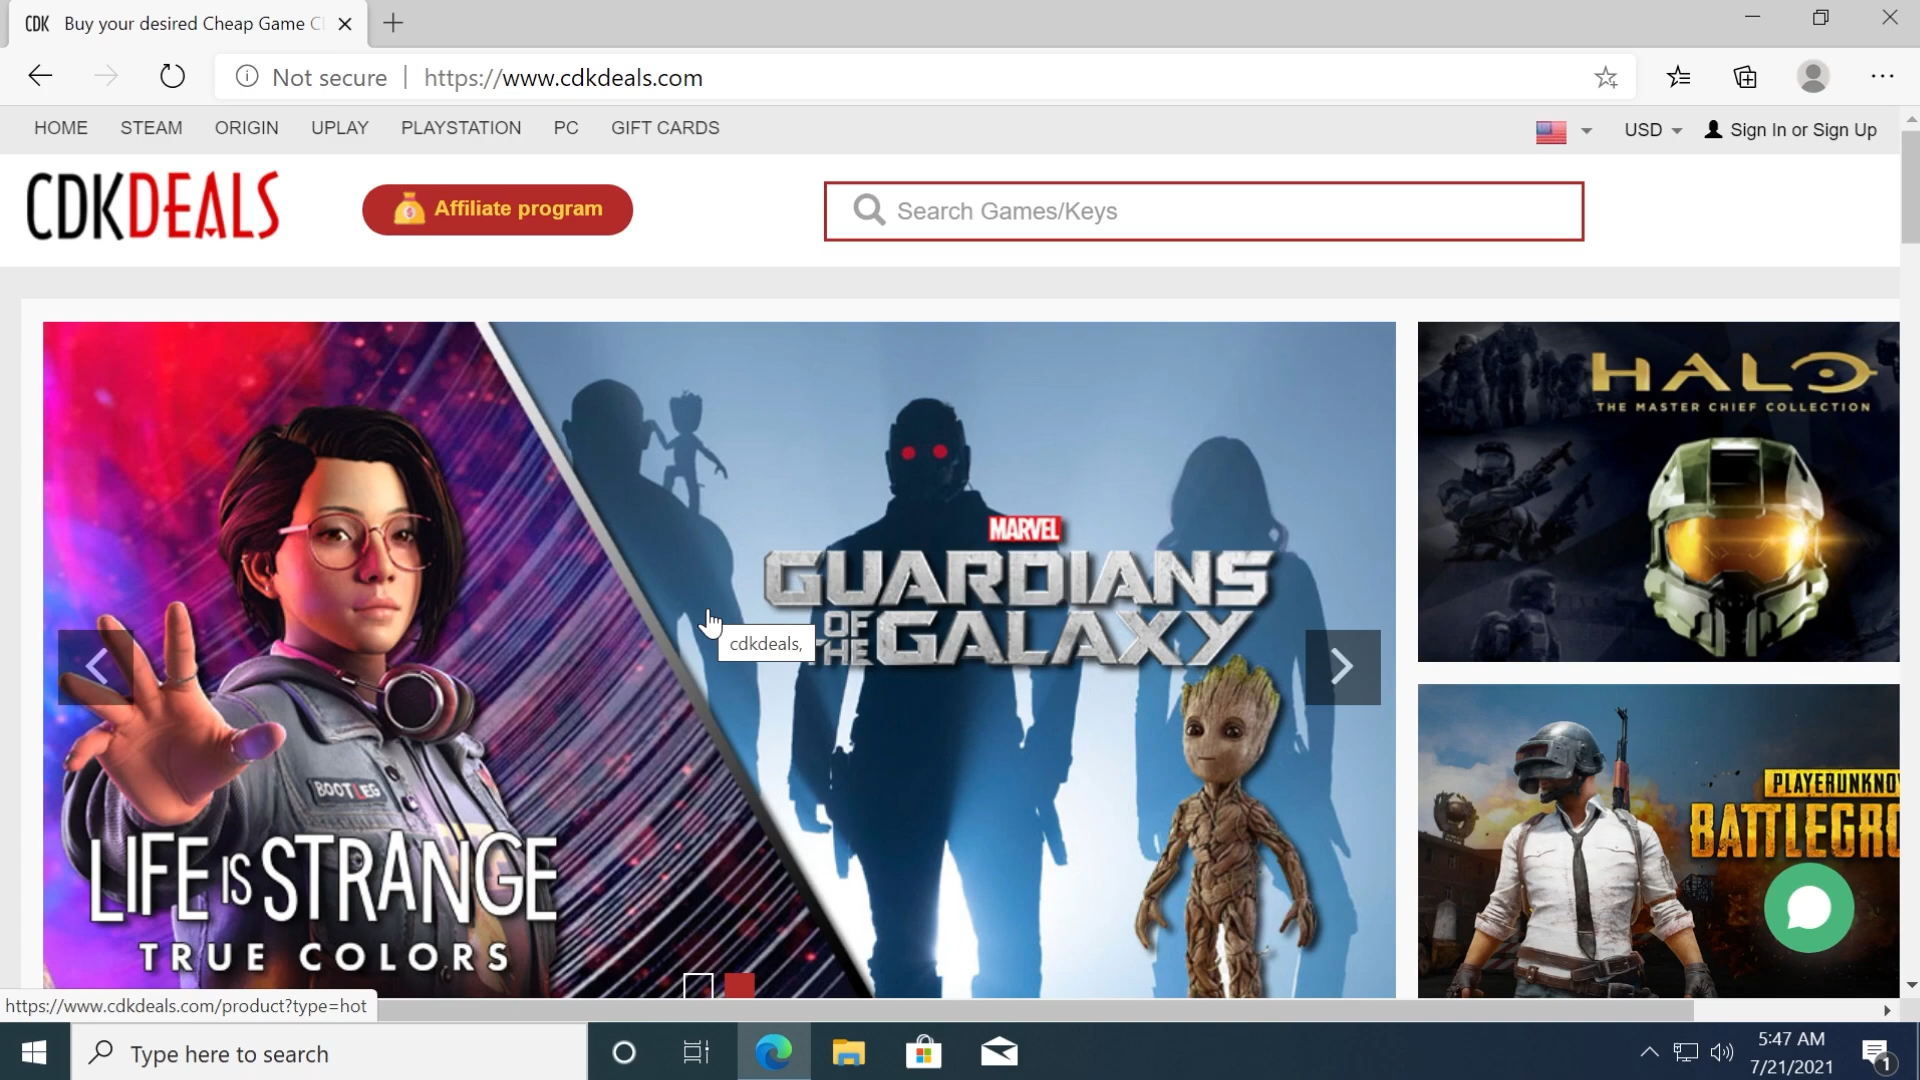 CDK Buy your desired Cheap Game C
Not secure https://www.cdkdeals.com
HOME STEAM ORIGIN UPLAY PLAYSTATION PC GIFT CARDS USD Sign In or Sign Up
CDKDEALS
Affiliate program
Search Games/Keys
HALO
THE MASTER CHIEF COLLECTION
MARVEL
GUARDIANS
OF THE GALAXY
cdkdeals,
BOOTLEG
LIFE IS STRANGE
TRUE COLORS
PLAYERUNKNO
BATTLEGRO
https://www.cdkdeals.com/product?type=hot
Type here to search
5:47 AM
7/21/2021
1